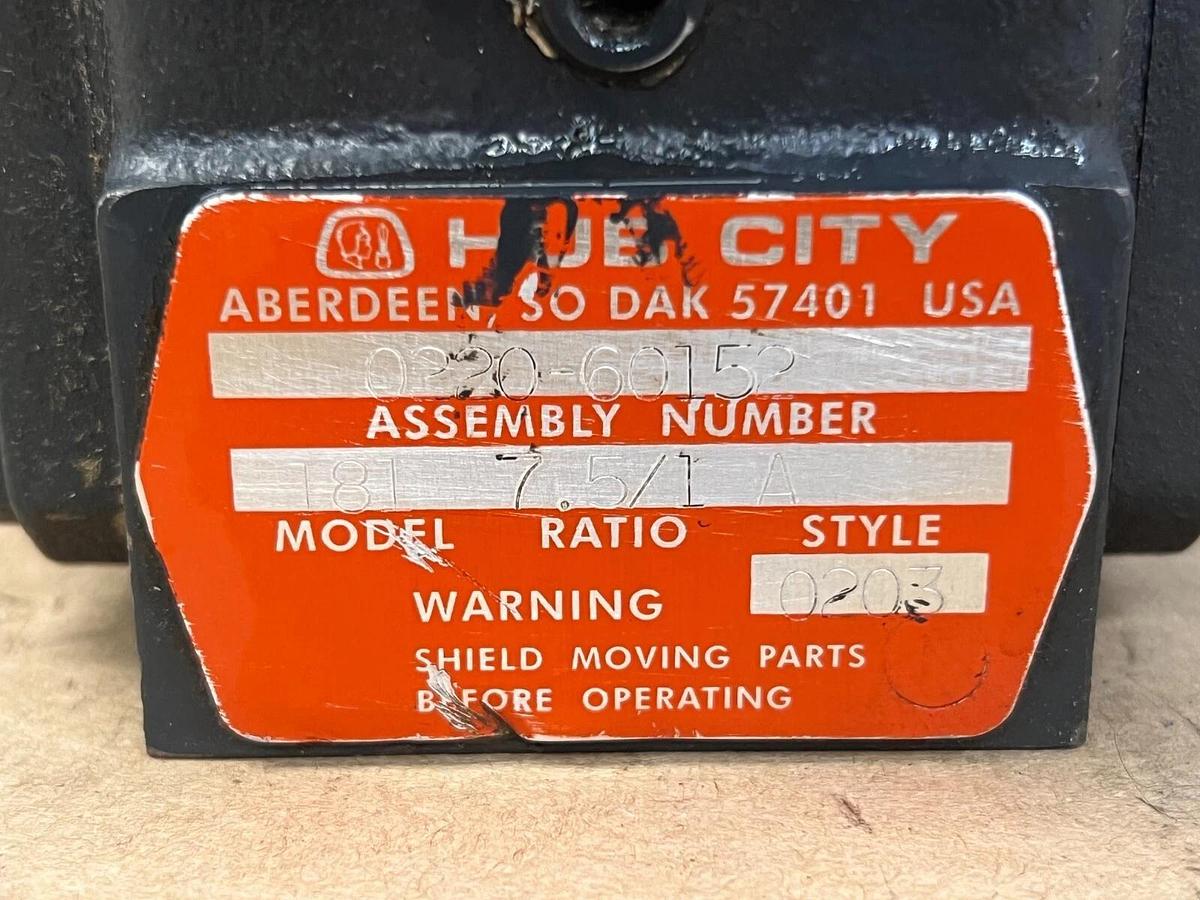 HUB CITY
ABERDEEN, SO DAK 57401 USA
0220-60152
ASSEMBLY NUMBER
181 7.5/1 A
MODEL RATIO STYLE
0203
WARNING
SHIELD MOVING PARTS
BEFORE OPERATING